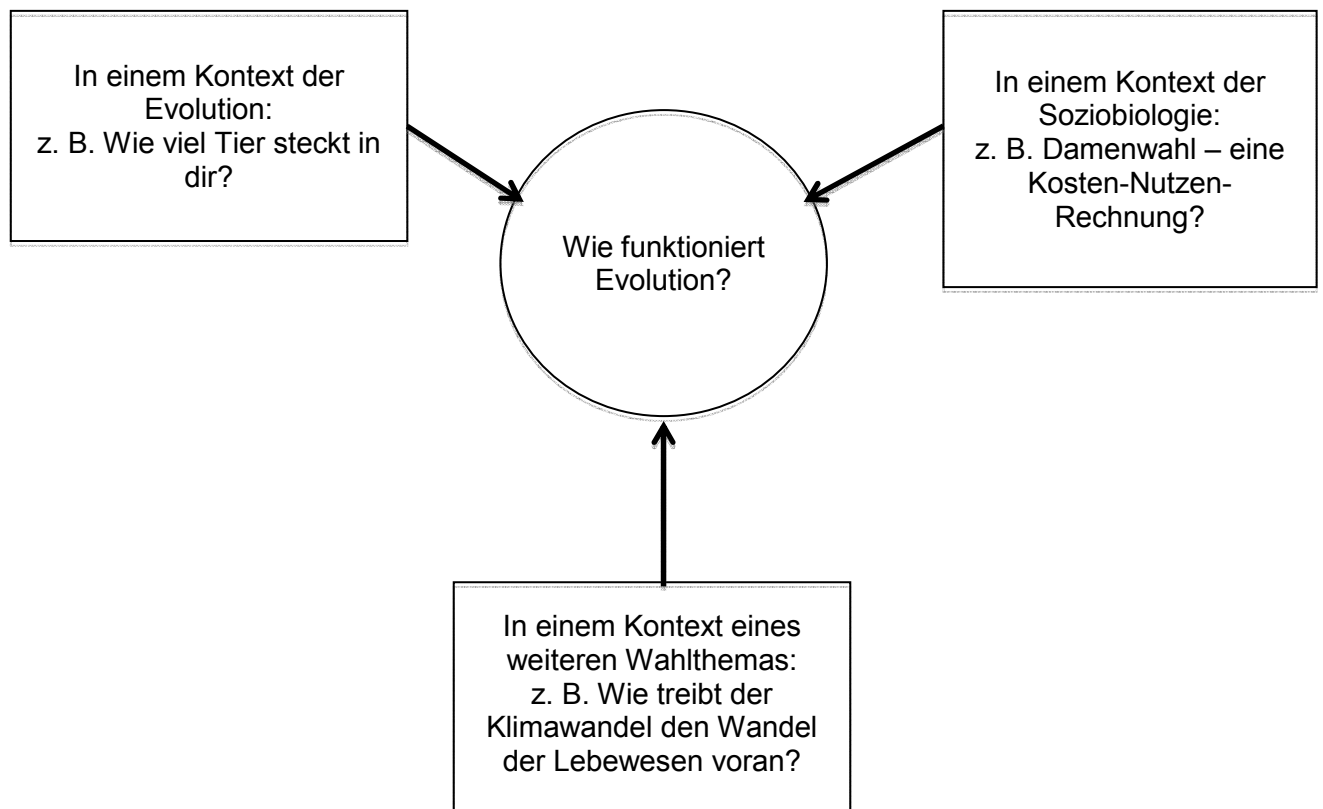 In einem Kontext der
Evolution:
z. B. Wie viel Tier steckt in
dir?
In einem Kontext der
Soziobiologie:
z. B. Damenwahl – eine
Kosten-Nutzen-
Rechnung?
Wie funktioniert
Evolution?
In einem Kontext eines
weiteren Wahlthemas:
z. B. Wie treibt der
Klimawandel den Wandel
der Lebewesen voran?